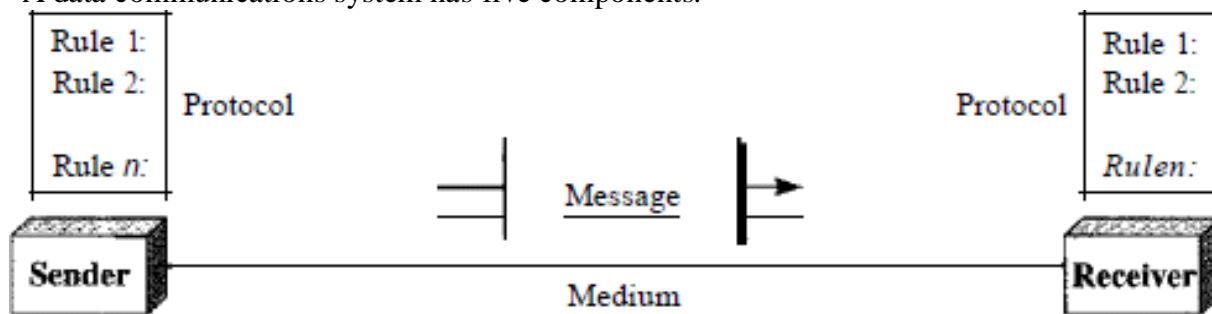 A data communications system has five components.
Rule 1:
Rule 2:
Rule n:
Protocol
Message
Protocol
Rule 1:
Rule 2:
Rulen:
Sender
Medium
Receiver